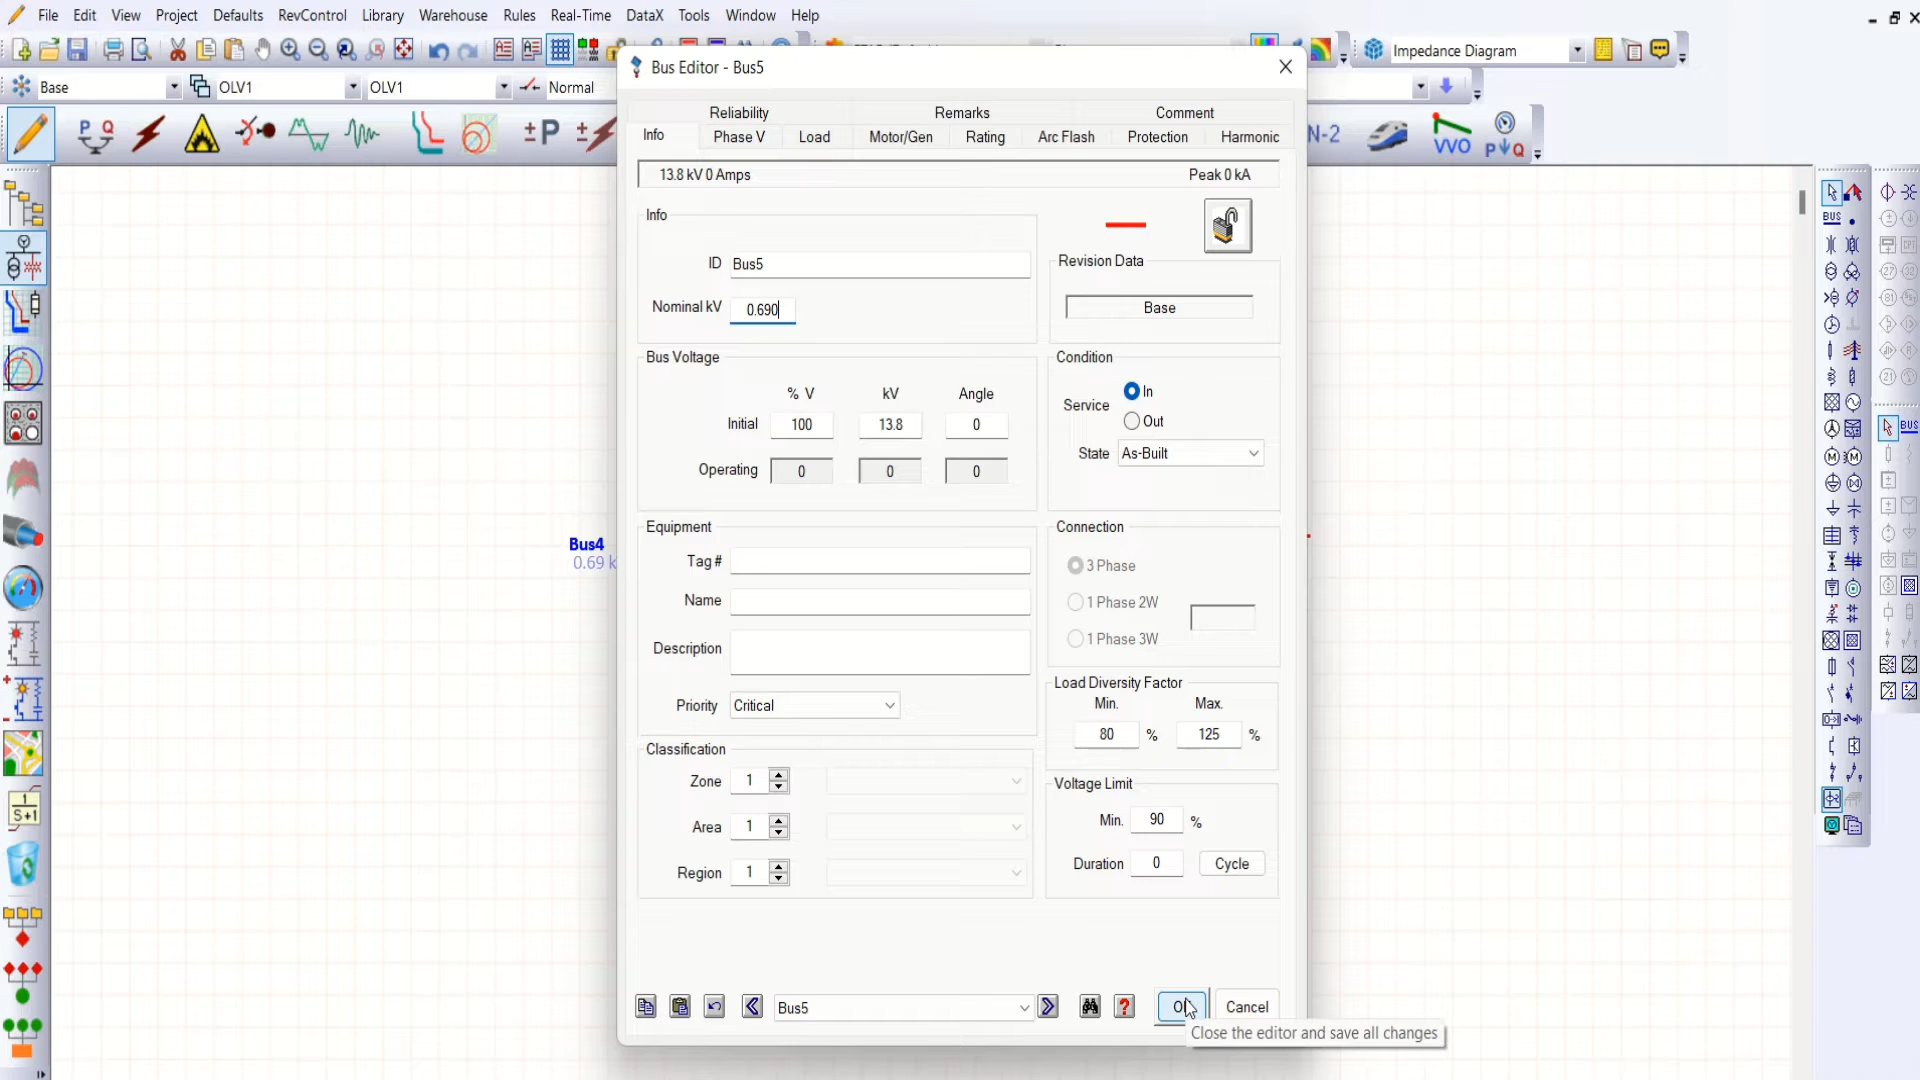 File Edit View Project Defaults RevControl Library Warehouse Rules Real-Time DataX Tools Window Help
Impedance Diagram
Base OLV1 OLV1 Normal
Bus Editor - Bus5
Reliability Remarks Comment
Info Phase V Load Motor/Gen Rating Arc Flash Protection Harmonic
13.8 kV 0 Amps Peak 0 kA
Info
ID Bus5
Nominal kV 0.690
Revision Data
Base
Bus Voltage
% V kV Angle
Initial 100 13.8 0
Operating 0 0 0
Condition
Service In
Out
State As-Built
Equipment
Tag #
Name
Description
Priority Critical
Connection
3 Phase
1 Phase 2W
1 Phase 3W
Load Diversity Factor
Min. Max.
80 % 125 %
Classification
Zone 1
Area 1
Region 1
Voltage Limit
Min. 90 %
Duration 0 Cycle
Bus5
Cancel
Close the editor and save all changes
Bus4
0.69 k
P Q
±P
N-2
VVO
P Q
BUS
BUS
1
S+1